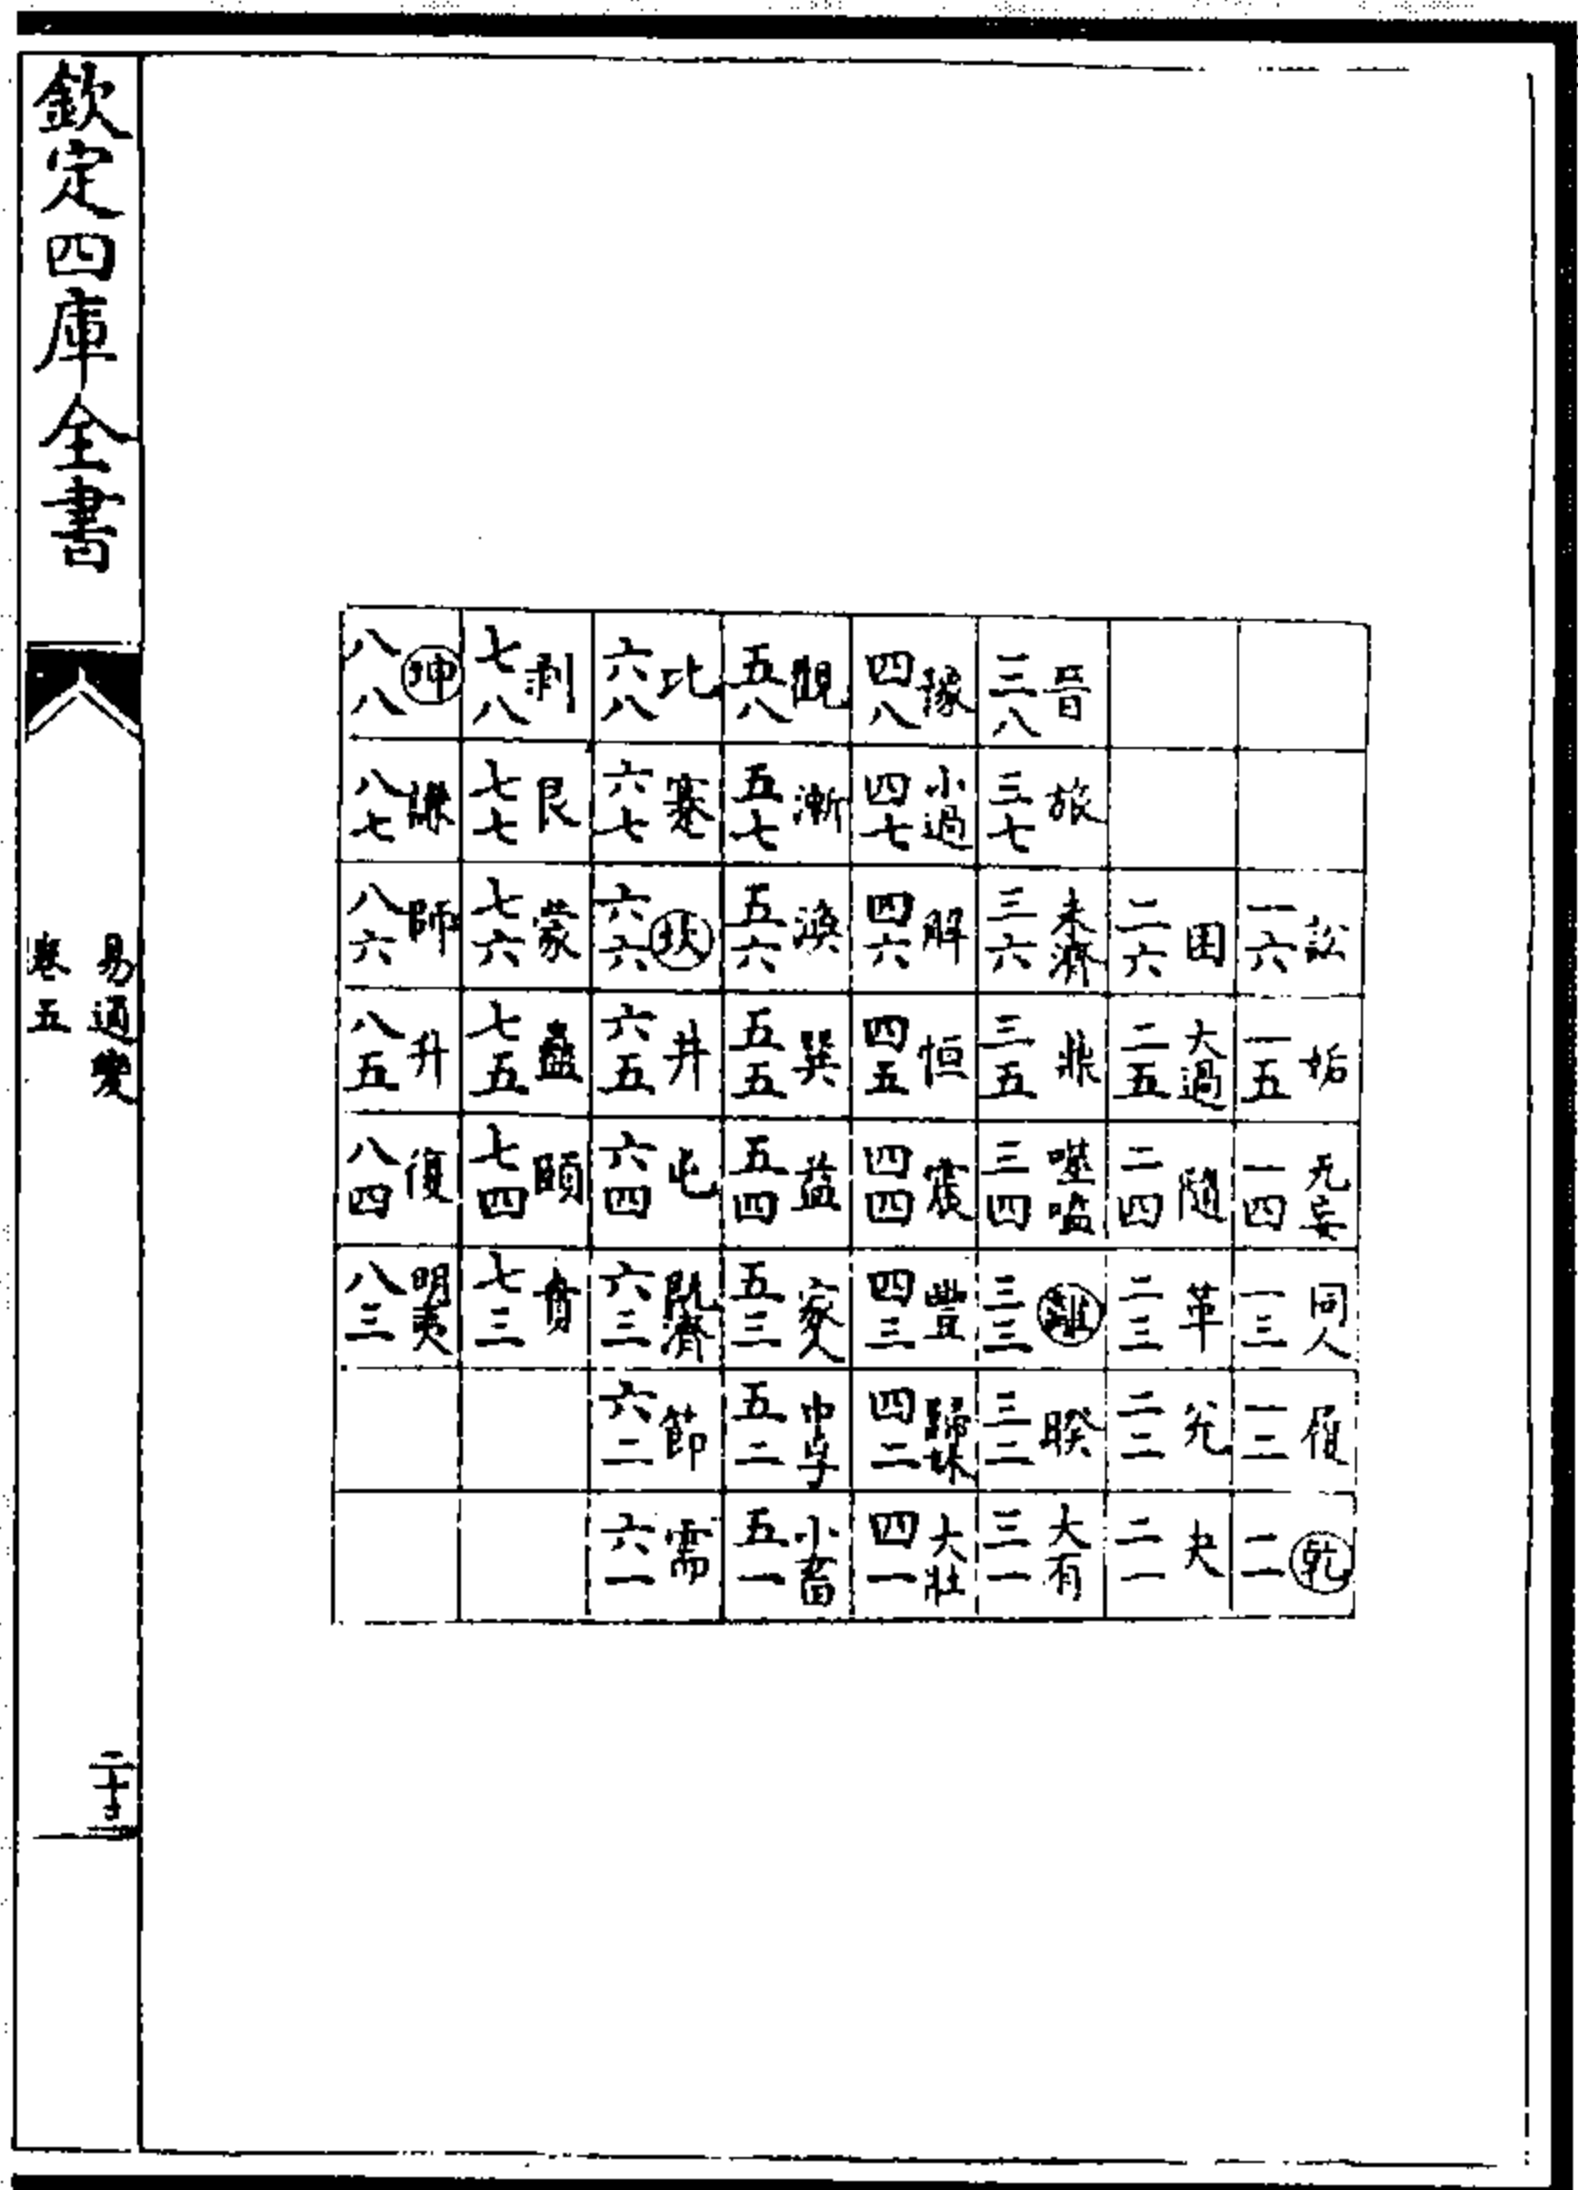 訟 一六
姤 一五
无妄 一四
同人 一三
履 一二
乾 一一
困 二六
大過 二五
隨 二四
革 二三
兌 二二
夬 二一
晉 三八
旅 三七
未濟 三六
鼎 三五
噬嗑 三四
離 三三
睽 三二
大有 三一
豫 四八
小過 四七
解 四六
恒 四五
震 四四
豐 四三
歸妹 四二
大壯 四一
觀 五八
漸 五七
渙 五六
巽 五五
益 五四
家人 五三
中孚 五二
小畜 五一
比 六八
蹇 六七
坎 六六
井 六五
屯 六四
既濟 六三
節 六二
需 六一
剥 七八
艮 七七
蒙 七六
蠱 七五
頤 七四
賁 七三
坤 八八
謙 八七
師 八六
升 八五
復 八四
明夷 八三
欽定四庫全書
易通變
卷五